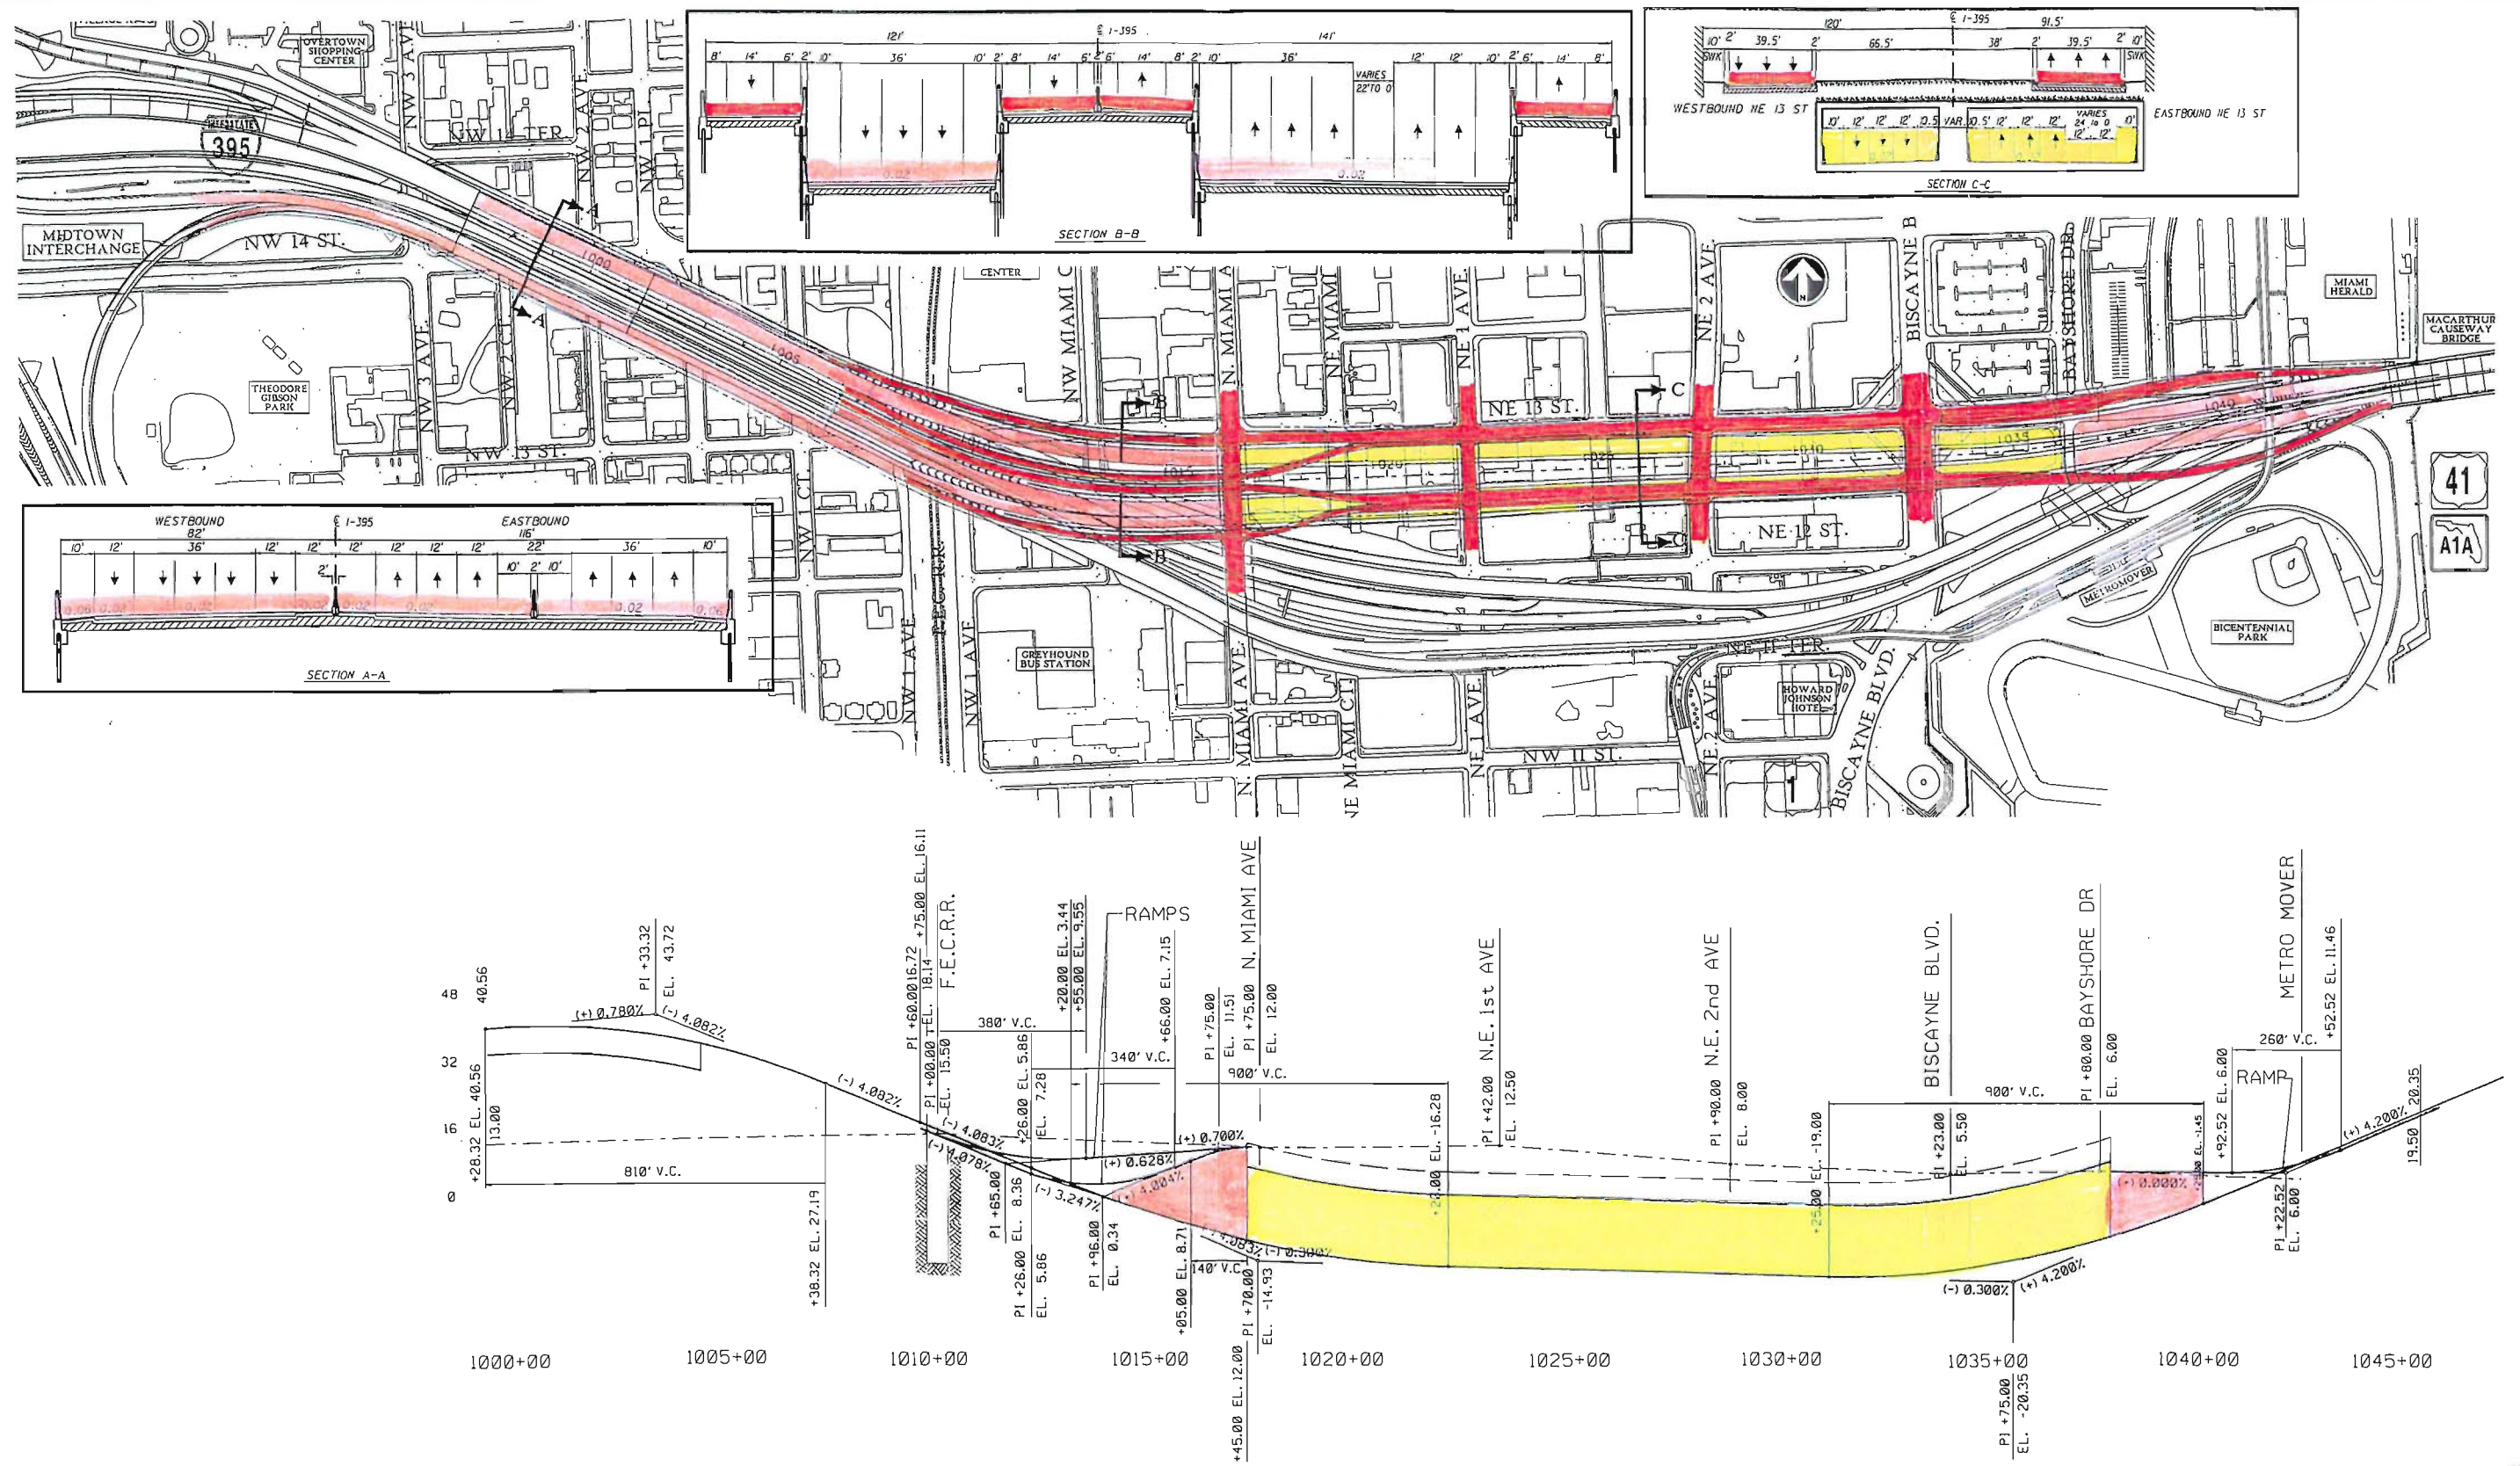 OVERTOWN
SHOPPING
CENTER
NW 3 AVE.
NW 14 TER.
NW 2 AVE.
NW 1 PL
INTERSTATE
395
MIDTOWN
INTERCHANGE
NW 14 ST.
A
A
1000
1005
THEODORE
GIBSON
PARK
NW 3 AVE.
NW 2 CT.
NW 13 ST.
NW 1 CT.
121'
℄ I-395
141'
8' 14' 6' 2' 10' 36' 10' 2' 8' 14' 6' 2' 6' 14' 8' 2' 10' 36' 12' 12' 10' 2' 6' 14' 8'
VARIES
22' TO 0'
0.02
0.02
SECTION B-B
120'
℄ I-395
91.5'
10' 2' 39.5' 2' 66.5' 38' 2' 39.5' 2' 10'
SWK
SWK
WESTBOUND NE 13 ST
EASTBOUND NE 13 ST
10' 12' 12' 12' 10.5 VAR. 10.5' 12' 12' 12'
VARIES
24 to 0
12' 12'
10'
SECTION C-C
CENTER
NW MIAMI C
N. MIAMI A
NE MIAMI
NE 1 AVE.
NE 2 AVE.
N
BISCAYNE B
BAYSHORE DR.
MIAMI
HERALD
MACARTHUR
CAUSEWAY
BRIDGE
B
B
NE 13 ST.
C
C
1015
1020
1025
1035
1040
NE 12 ST.
41
A1A
METROMOVER
BICENTENNIAL
PARK
NE 11 TER.
HOWARD
JOHNSON
HOTEL
GREYHOUND
BUS STATION
NW 1 AVE
F.E.C.R.R.
NW 1 AVE.
N. MIAMI AVE.
NE MIAMI CT.
NE 1 AVE.
NW 11 ST.
NE 2 AVE.
BISCAYNE BLVD.
WESTBOUND
℄ I-395
EASTBOUND
82'
116'
10' 12' 36' 12' 12' 12' 12' 12' 22' 36' 10'
2'
10' 2' 10'
0.06 0.02 0.02 0.02 0.02 0.02 0.02 0.06
SECTION A-A
48
32
16
0
40.56
+28.32 EL. 40.56
13.00
(+) 0.780%
PI +33.32
EL. 43.72
(-) 4.082%
810' V.C.
+38.32 EL. 27.19
(-) 4.082%
PI +60.00 16.72
+75.00 EL. 16.11
PI +00.00 EL. 18.14
EL. 15.50
F.E.C.R.R.
380' V.C.
(-) 4.083%
(-) 4.078%
PI +65.00
EL. 8.36
PI +26.00
EL. 5.86
+26.00 EL. 5.86
EL. 7.28
(-) 3.247%
+20.00 EL. 3.44
+55.00 EL. 9.55
RAMPS
340' V.C.
+66.00 EL. 7.15
PI +96.00
EL. 0.34
(+) 0.628%
(+) 4.004%
(+) 0.700%
PI +75.00
EL. 11.51
PI +75.00 N. MIAMI AVE
EL. 12.00
900' V.C.
+05.00 EL. 8.71
140' V.C.
+45.00 EL. 12.00
PI +70.00
EL. -14.93
4.083%
(-) 0.300%
EL. -16.28
PI +42.00 N.E. 1st AVE
EL. 12.50
PI +90.00 N.E. 2nd AVE
EL. 8.00
+25.00 EL. -19.00
BISCAYNE BLVD.
PI +23.00
EL. 5.50
900' V.C.
PI +80.00 BAYSHORE DR
EL. 6.00
(-) 0.300%
(+) 4.200%
PI +75.00
EL. -20.35
(+) 0.000%
EL. -1.45
+92.52 EL. 6.00
RAMP
260' V.C.
METRO MOVER
+52.52 EL. 11.46
PI +22.52
EL. 6.00
(+) 4.200%
19.50 20.35
1000+00
1005+00
1010+00
1015+00
1020+00
1025+00
1030+00
1035+00
1040+00
1045+00